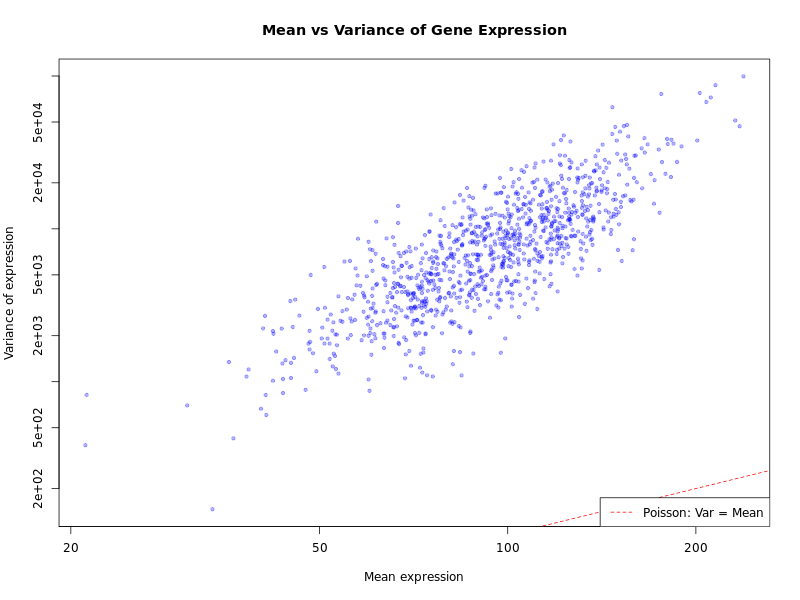 Mean vs Variance of Gene Expression
Variance of expression
5e+04
2e+04
5e+03
2e+03
5e+02
2e+02
Poisson: Var = Mean
20
50
100
200
Mean expression